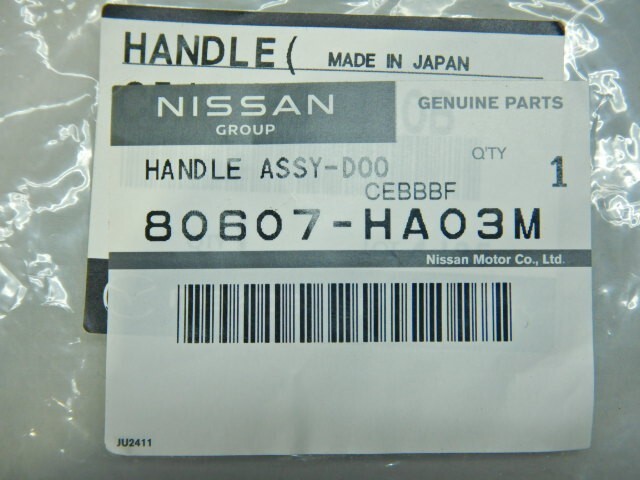 HANDLE( MADE IN JAPAN
NISSAN
GROUP
GENUINE PARTS
HANDLE ASSY-DOO
Q'TY 1
CEBBBF
80607-HA03M
Nissan Motor Co., Ltd.
JU2411